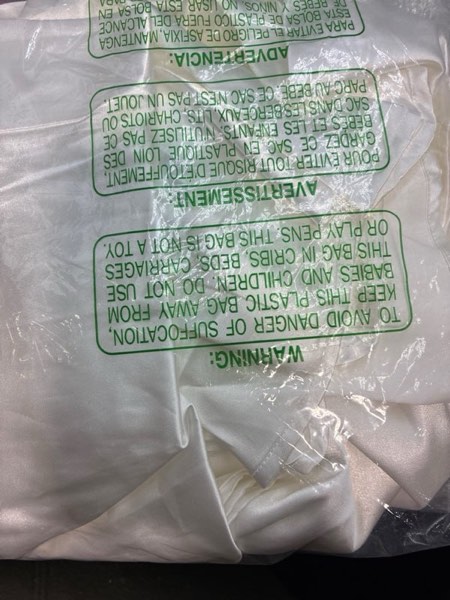 WARNING:
TO AVOID DANGER OF SUFFOCATION,
KEEP THIS PLASTIC BAG AWAY FROM
BABIES AND CHILDREN. DO NOT USE
THIS BAG IN CRIBS, BEDS, CARRIAGES
OR PLAY PENS. THIS BAG IS NOT A TOY.
AVERTISSEMENT:
POUR EVITER TOUT RISQUE D'ETOUFFEMENT,
GARDEZ CE SAC EN PLASTIQUE LOIN DES
BEBES ET LES ENFANTS. N'UTILISEZ PAS CE
SAC DANS LES BERCEAUX, LITS, CHARIOTS OU
PARC AU BEBE. CE SAC N'EST PAS UN JOUET.
ADVERTENCIA:
PARA EVITAR EL PELIGRO DE ASFIXIA, MANTENGA
ESTA BOLSA DE PLASTICO FUERA DEL ALCANCE
DE BEBES Y NINOS. NO USAR ESTA BOLSA EN
PARA